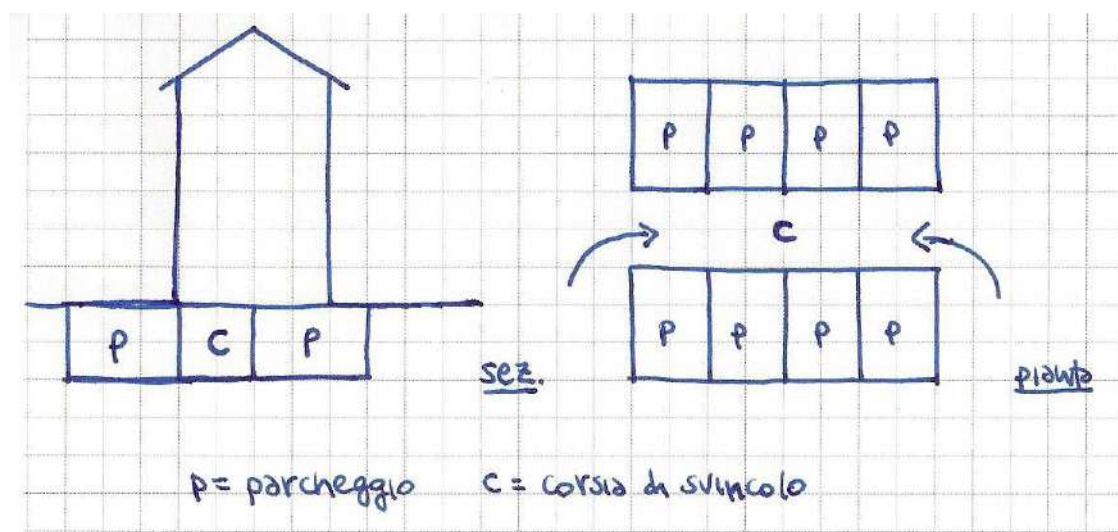 P P P P
C
P C P
P P P P
sez. pianta
P = parcheggio C = corsia di svincolo